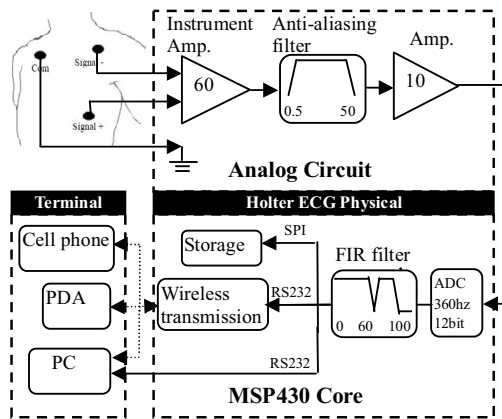 Instrument
Amp.
Anti-aliasing
filter
Amp.
Com
Signal -
Signal +
60
0.5 50
10
Analog Circuit
Terminal
Holter ECG Physical
Cell phone
PDA
PC
Storage
SPI
Wireless
transmission
RS232
RS232
FIR filter
0 60 100
ADC
360hz
12bit
MSP430 Core